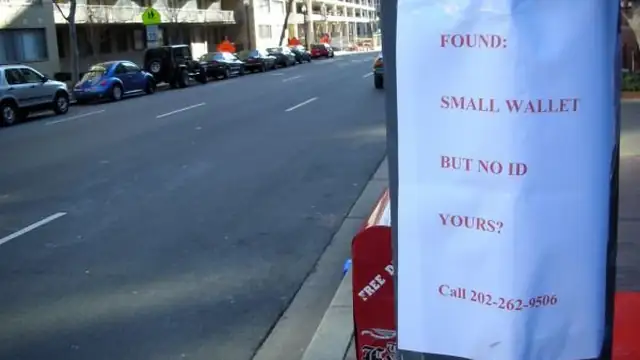 FOUND:
SMALL WALLET
BUT NO ID
YOURS?
Call 202-262-9506
FREE